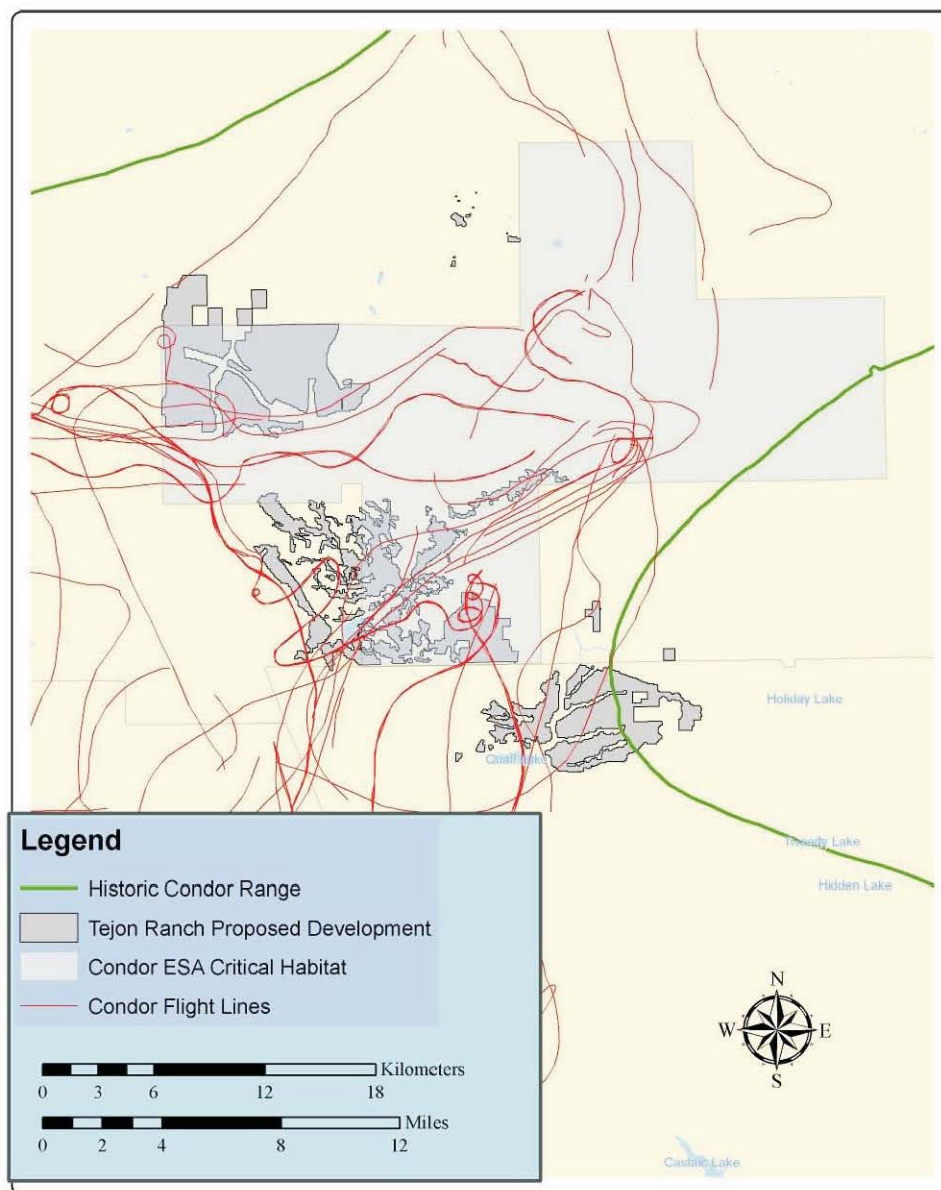 Holiday Lake
Quail Lake
Tweedy Lake
Hidden Lake
Legend
Historic Condor Range
Tejon Ranch Proposed Development
Condor ESA Critical Habitat
Condor Flight Lines
Kilometers
0 3 6 12 18
Miles
0 2 4 8 12
N
W E
S
Castaic Lake